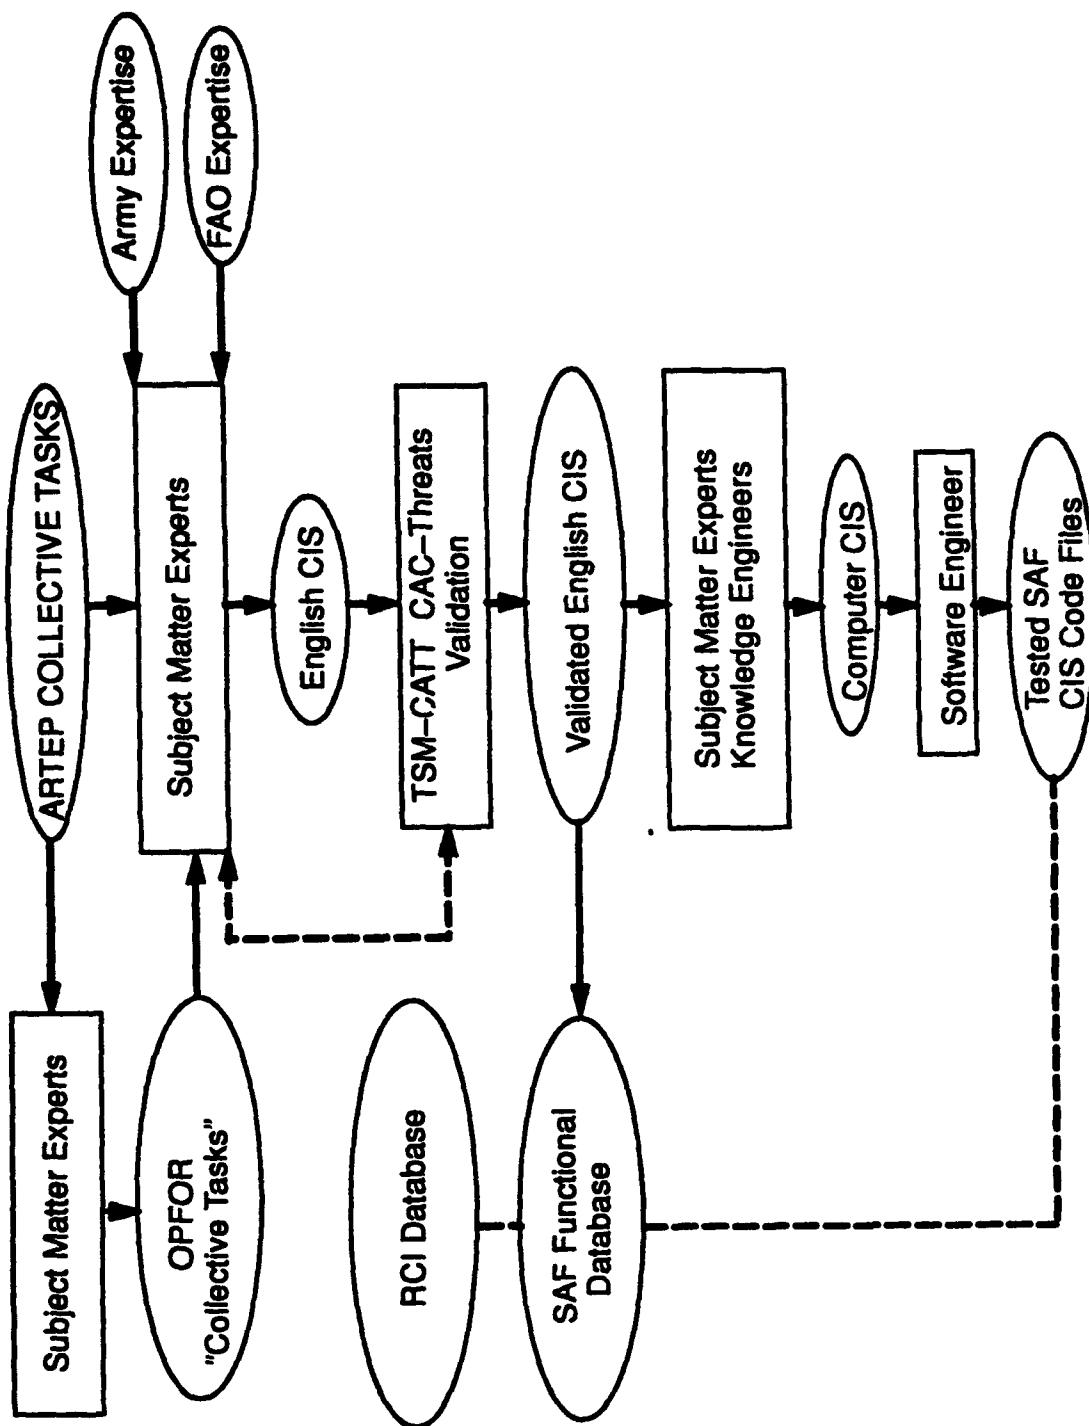 Army Expertise
FAO Expertise
ARTEP COLLECTIVE TASKS
Subject Matter Experts
English CIS
TSM–CATT CAC–Threats
Validation
Validated English CIS
Subject Matter Experts
Knowledge Engineers
Computer CIS
Software Engineer
Tested SAF
CIS Code Files
Subject Matter Experts
OPFOR
"Collective Tasks"
RCI Database
SAF Functional
Database